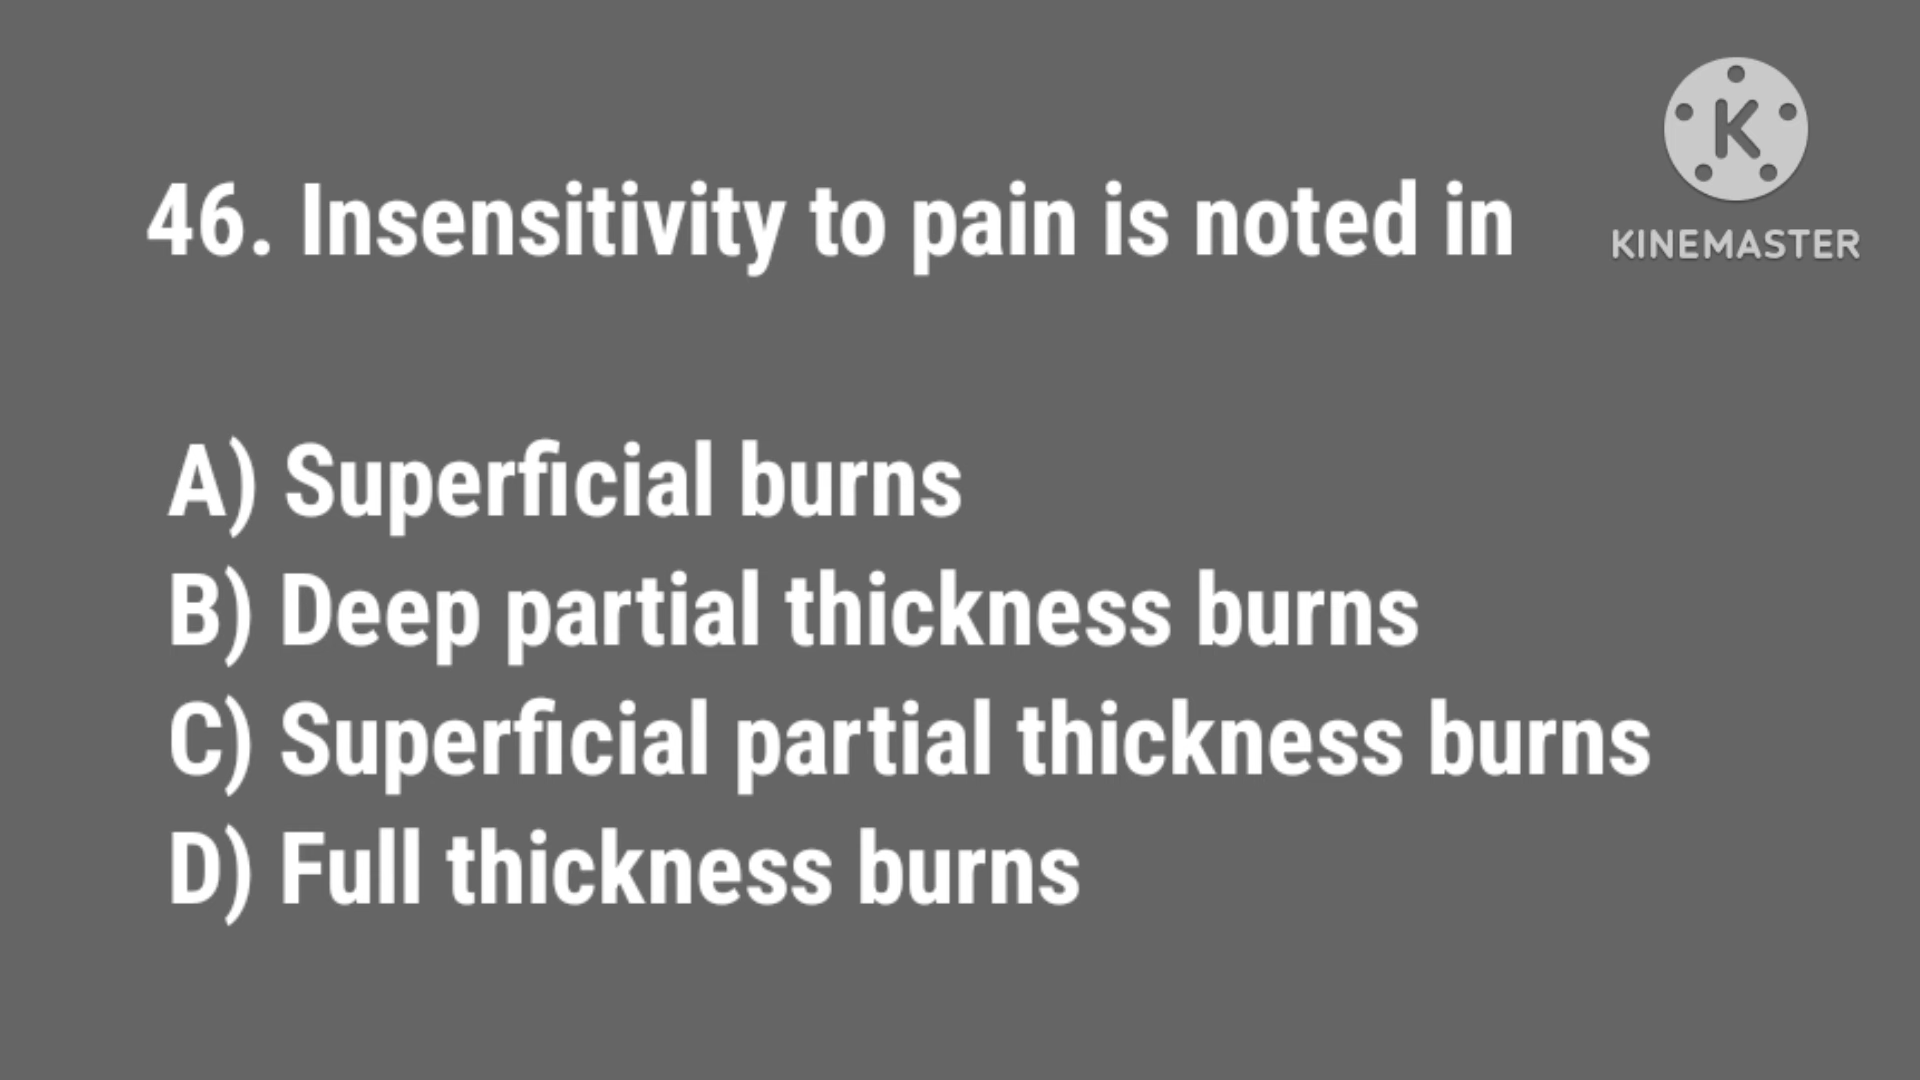 46. Insensitivity to pain is noted in
K
KINEMASTER
A) Superficial burns
B) Deep partial thickness burns
C) Superficial partial thickness burns
D) Full thickness burns